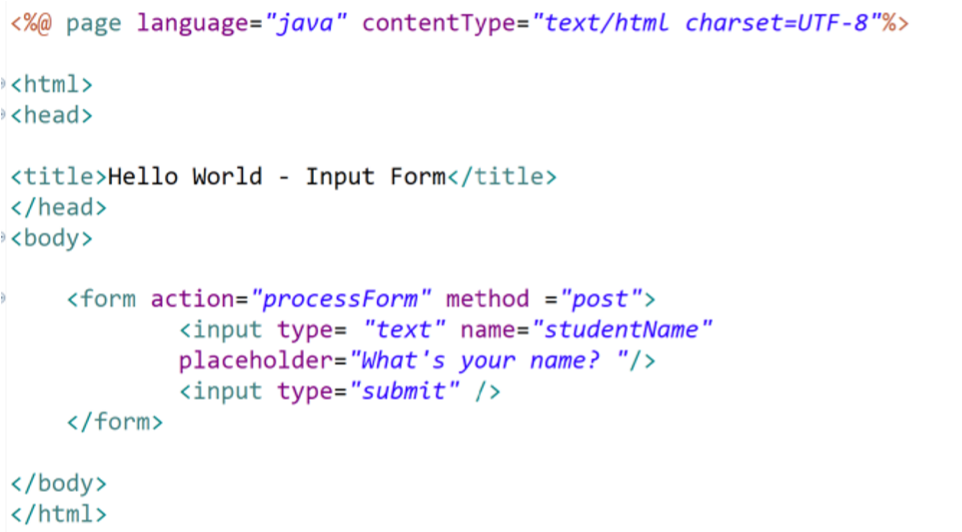 <%@ page language="java" contentType="text/html charset=UTF-8"%>
<html>
<head>
<title>Hello World - Input Form</title>
</head>
<body>
<form action="processForm" method ="post">
<input type= "text" name="studentName"
placeholder="What's your name? "/>
<input type="submit" />
</form>
</body>
</html>